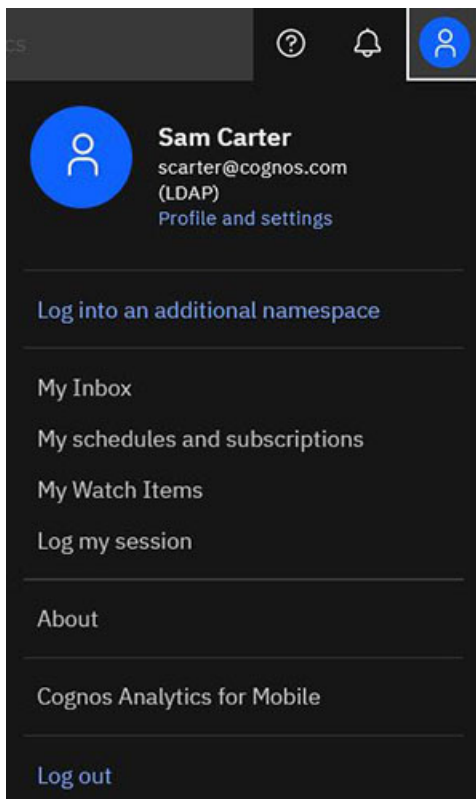 cs
Sam Carter
scarter@cognos.com
(LDAP)
Profile and settings
Log into an additional namespace
My Inbox
My schedules and subscriptions
My Watch Items
Log my session
About
Cognos Analytics for Mobile
Log out